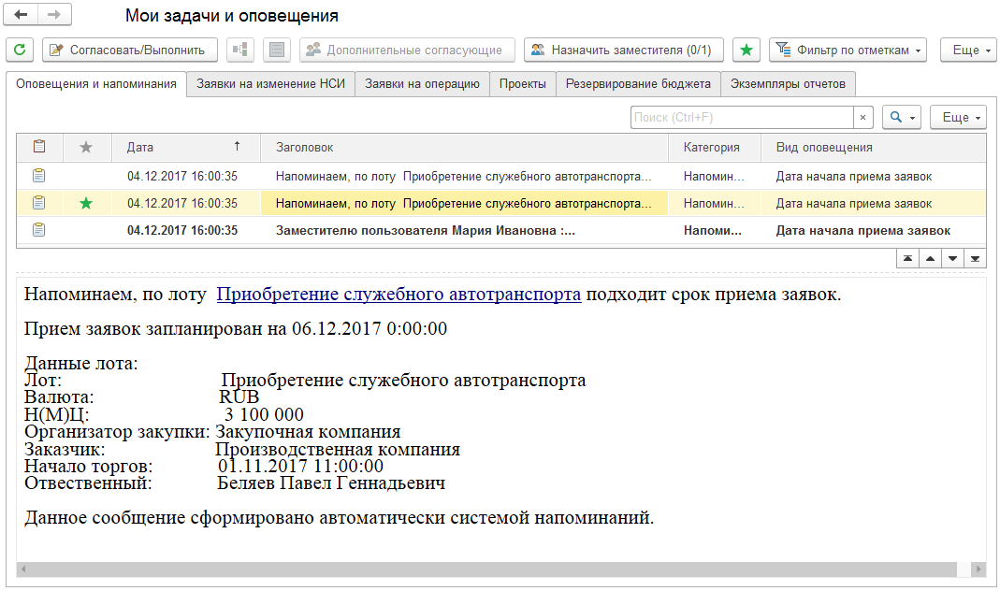 Мои задачи и оповещения
Согласовать/Выполнить Дополнительные согласующие Назначить заместителя (0/1) Фильтр по отметкам Еще
Оповещения и напоминания Заявки на изменение НСИ Заявки на операцию Проекты Резервирование бюджета Экземпляры отчетов
Поиск (Ctrl+F) × Еще
Дата ↑ Заголовок Категория Вид оповещения
04.12.2017 16:00:35 Напоминаем, по лоту Приобретение служебного автотранспорта... Напомин... Дата начала приема заявок
04.12.2017 16:00:35 Напоминаем, по лоту Приобретение служебного автотранспорта... Напомин... Дата начала приема заявок
04.12.2017 16:00:35 Заместителю пользователя Мария Ивановна :... Напоми... Дата начала приема заявок
Напоминаем, по лоту Приобретение служебного автотранспорта подходит срок приема заявок.
Прием заявок запланирован на 06.12.2017 0:00:00
Данные лота:
Лот: Приобретение служебного автотранспорта
Валюта: RUB
Н(М)Ц: 3 100 000
Организатор закупки: Закупочная компания
Заказчик: Производственная компания
Начало торгов: 01.11.2017 11:00:00
Отвественный: Беляев Павел Геннадьевич
Данное сообщение сформировано автоматически системой напоминаний.